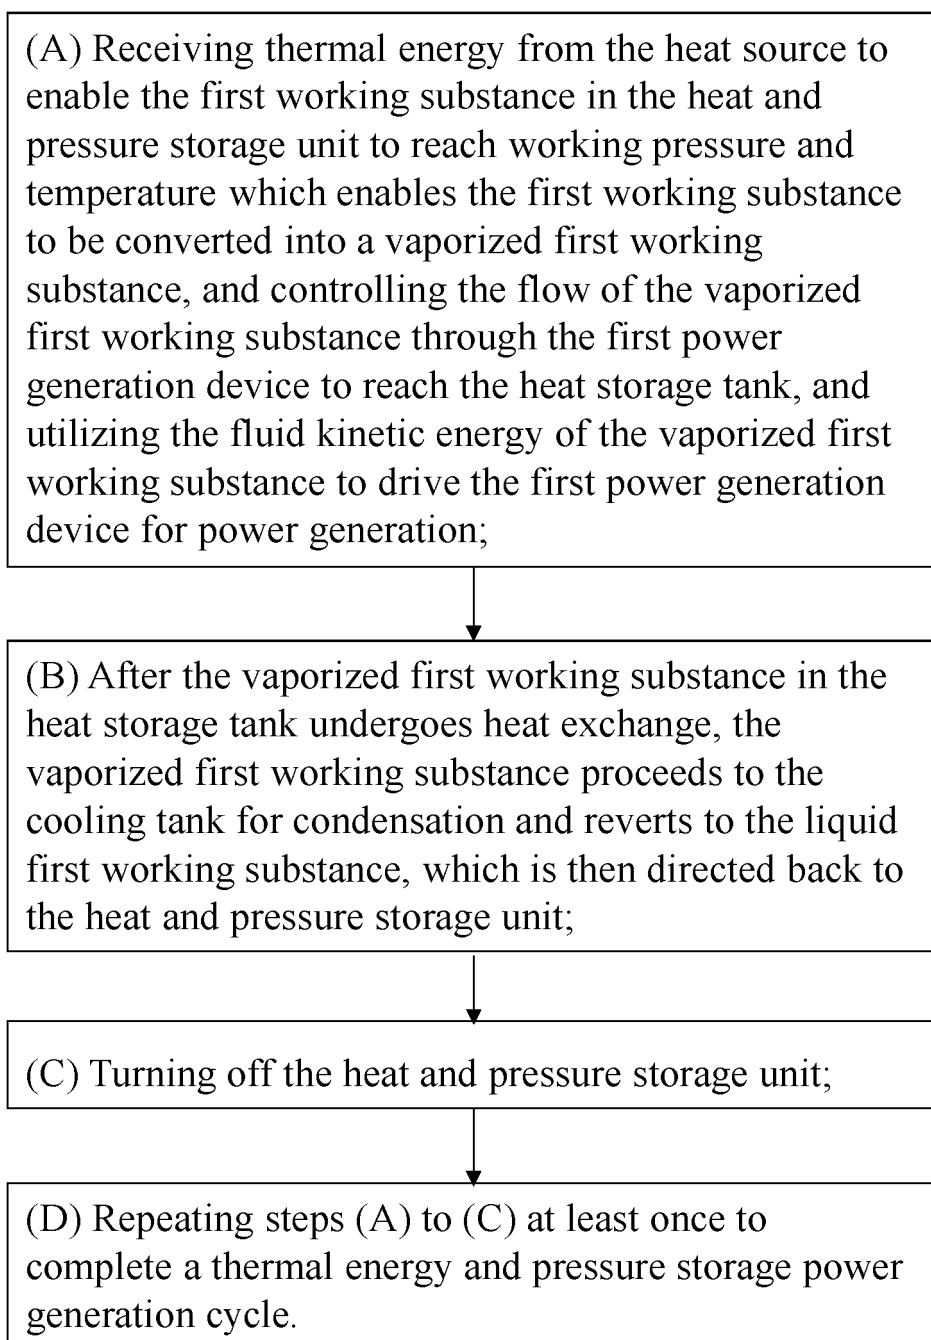 (A) Receiving thermal energy from the heat source to
enable the first working substance in the heat and
pressure storage unit to reach working pressure and
temperature which enables the first working substance
to be converted into a vaporized first working
substance, and controlling the flow of the vaporized
first working substance through the first power
generation device to reach the heat storage tank, and
utilizing the fluid kinetic energy of the vaporized first
working substance to drive the first power generation
device for power generation;
(B) After the vaporized first working substance in the
heat storage tank undergoes heat exchange, the
vaporized first working substance proceeds to the
cooling tank for condensation and reverts to the liquid
first working substance, which is then directed back to
the heat and pressure storage unit;
(C) Turning off the heat and pressure storage unit;
(D) Repeating steps (A) to (C) at least once to
complete a thermal energy and pressure storage power
generation cycle.